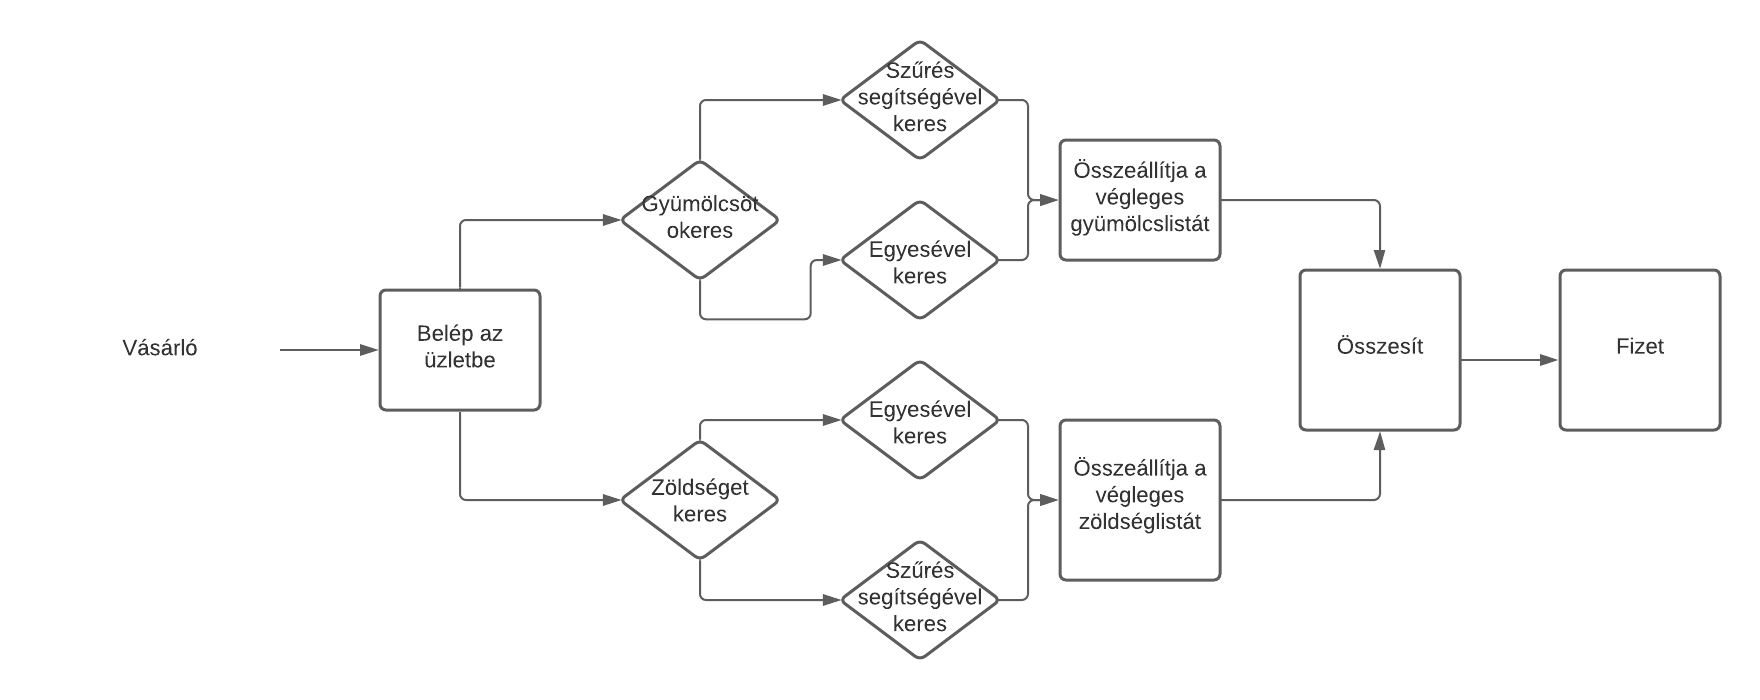 Vásárló
Belép az
üzletbe
Gyümölcsöt
okeres
Szűrés
segítségével
keres
Egyesével
keres
Összeállítja a
végleges
gyümölcslistát
Zöldséget
keres
Egyesével
keres
Szűrés
segítségével
keres
Összeállítja a
végleges
zöldséglistát
Összesít
Fizet